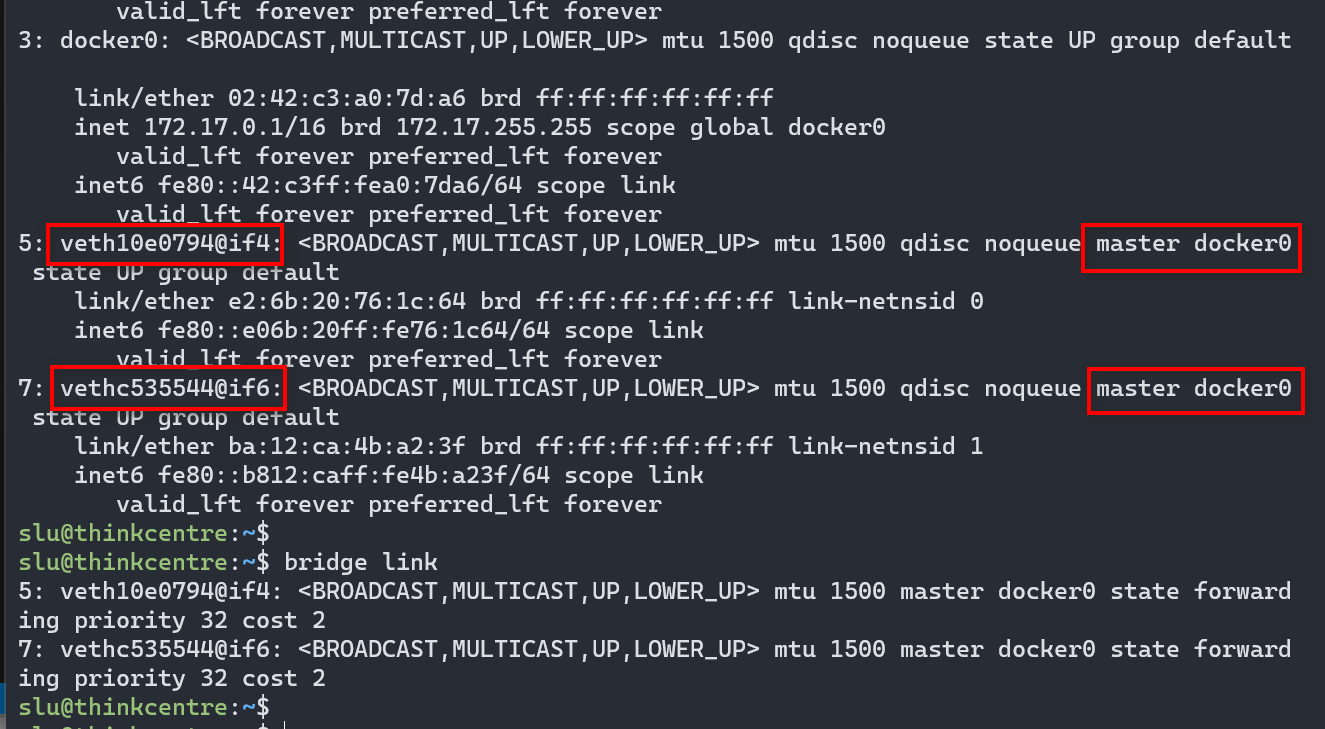 valid_lft forever preferred_lft forever
3: docker0: <BROADCAST,MULTICAST,UP,LOWER_UP> mtu 1500 qdisc noqueue state UP group default
link/ether 02:42:c3:a0:7d:a6 brd ff:ff:ff:ff:ff:ff
inet 172.17.0.1/16 brd 172.17.255.255 scope global docker0
valid_lft forever preferred_lft forever
inet6 fe80::42:c3ff:fea0:7da6/64 scope link
valid_lft forever preferred_lft forever
5: veth10e0794@if4: <BROADCAST,MULTICAST,UP,LOWER_UP> mtu 1500 qdisc noqueue master docker0
state UP group default
link/ether e2:6b:20:76:1c:64 brd ff:ff:ff:ff:ff:ff link-netnsid 0
inet6 fe80::e06b:20ff:fe76:1c64/64 scope link
valid_lft forever preferred_lft forever
7: vethc535544@if6: <BROADCAST,MULTICAST,UP,LOWER_UP> mtu 1500 qdisc noqueue master docker0
state UP group default
link/ether ba:12:ca:4b:a2:3f brd ff:ff:ff:ff:ff:ff link-netnsid 1
inet6 fe80::b812:caff:fe4b:a23f/64 scope link
valid_lft forever preferred_lft forever
slu@thinkcentre:~$
slu@thinkcentre:~$ bridge link
5: veth10e0794@if4: <BROADCAST,MULTICAST,UP,LOWER_UP> mtu 1500 master docker0 state forward
ing priority 32 cost 2
7: vethc535544@if6: <BROADCAST,MULTICAST,UP,LOWER_UP> mtu 1500 master docker0 state forward
ing priority 32 cost 2
slu@thinkcentre:~$